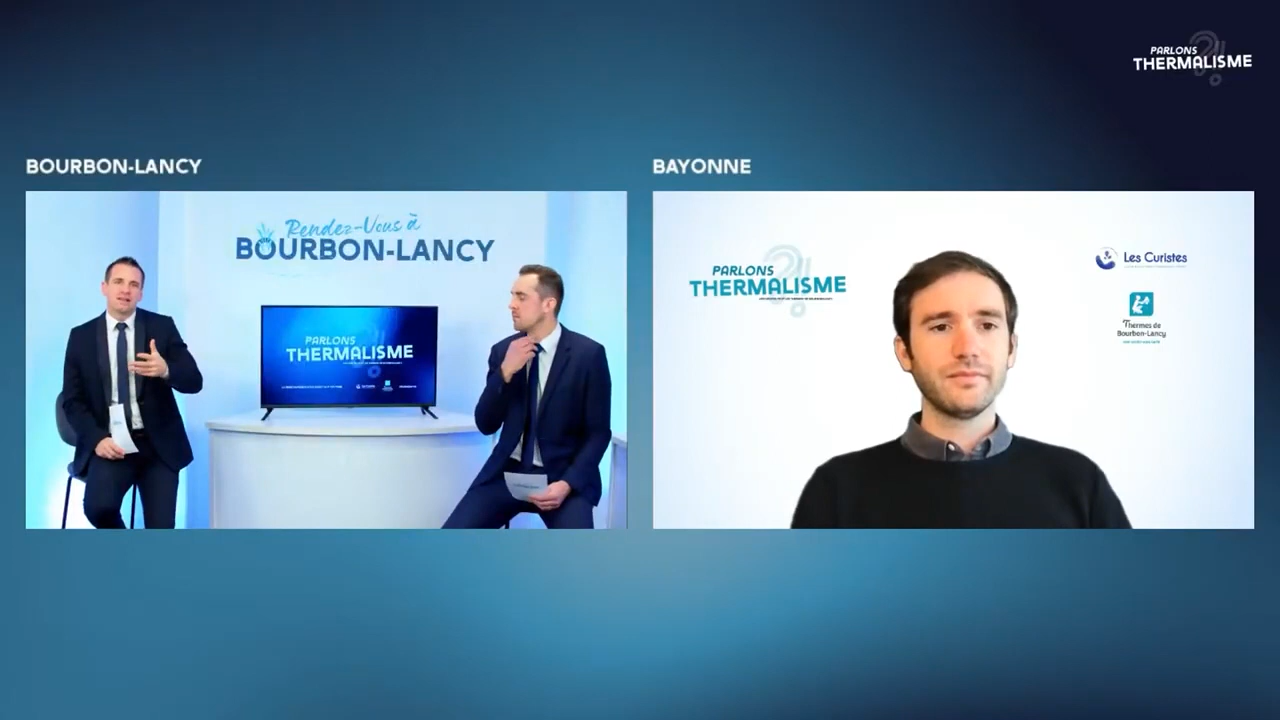 PARLONS
THERMALISME
BOURBON-LANCY
BAYONNE
Rendez-Vous à
BOURBON-LANCY
PARLONS
THERMALISME
PARLONS
THERMALISME
Les Curistes
Thermes de
Bourbon-Lancy